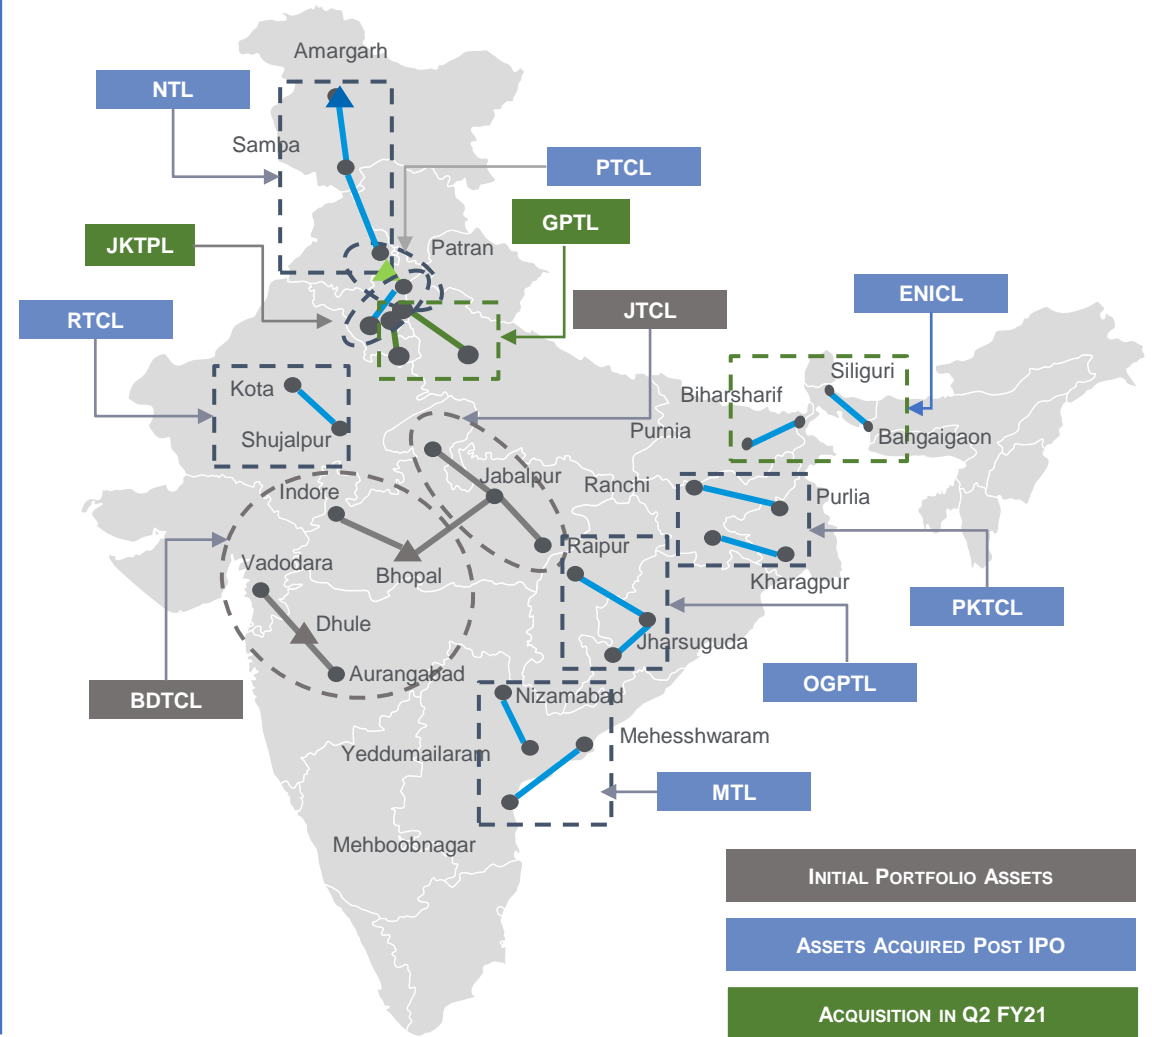 Amargarh
NTL
Sampa
PTCL
GPTL
JKTPL
Patran
ENICL
JTCL
RTCL
Siliguri
Kota
Biharsharif
Purnia
Bangaigaon
Shujalpur
Jabalpur
Indore
Ranchi
Purlia
Raipur
Vadodara
Bhopal
Kharagpur
PKTCL
Dhule
Jharsuguda
Aurangabad
OGPTL
BDTCL
Nizamabad
Mehesshwaram
Yeddumailaram
MTL
Mehboobnagar
INITIAL PORTFOLIO ASSETS
ASSETS ACQUIRED POST IPO
ACQUISITION IN Q2 FY21